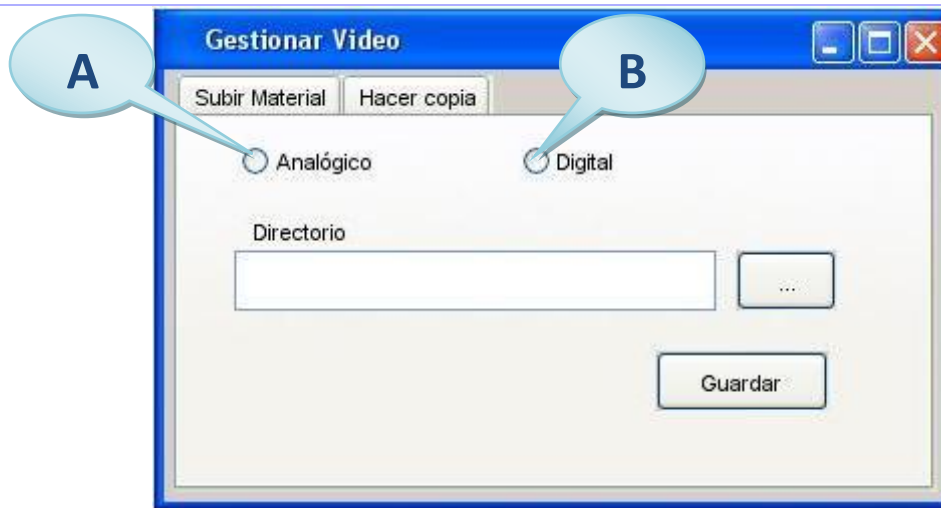 Gestionar Video
A
B
Subir Material Hacer copia
Analógico Digital
Directorio
...
Guardar